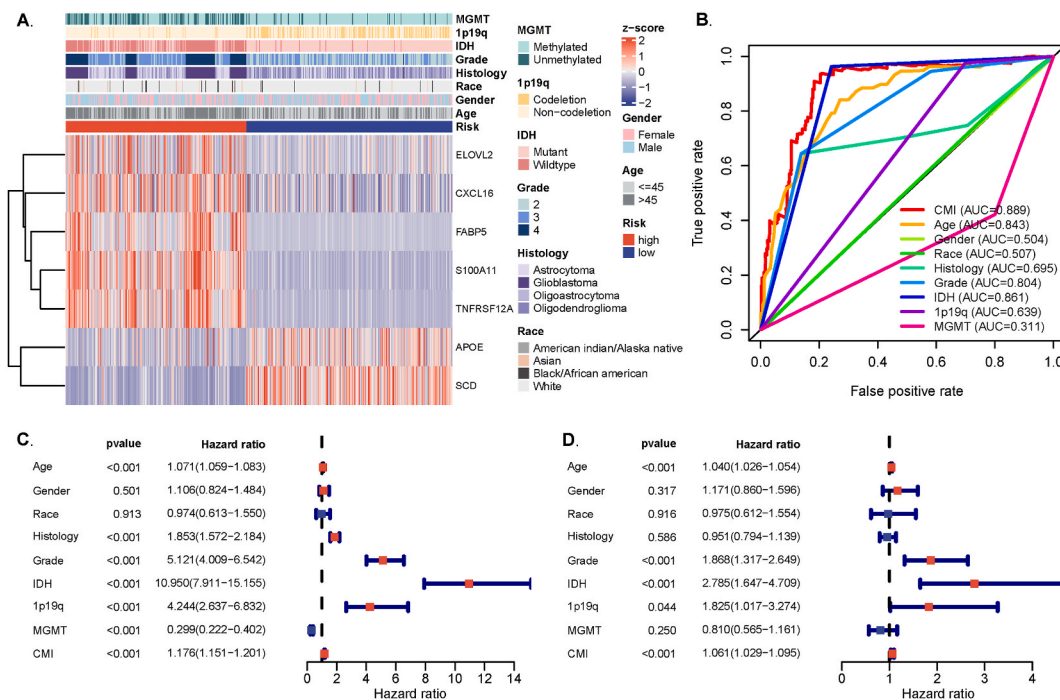 A.
MGMT
1p19q
IDH
Grade
Histology
Race
Gender
Age
Risk
ELOVL2
CXCL16
FABP5
S100A11
TNFRSF12A
APOE
SCD
MGMT
Methylated
Unmethylated
1p19q
Codeletion
Non−codeletion
IDH
Mutant
Wildtype
Grade
2
3
4
Histology
Astrocytoma
Glioblastoma
Oligoastrocytoma
Oligodendroglioma
Race
American indian/Alaska native
Asian
Black/African american
White
z−score
2
1
0
−1
−2
Gender
Female
Male
Age
<=45
>45
Risk
high
low
B.
True positive rate
1.0
0.8
0.6
0.4
0.2
0.0
0.0 0.2 0.4 0.6 0.8 1.0
False positive rate
CMI (AUC=0.889)
Age (AUC=0.843)
Gender (AUC=0.504)
Race (AUC=0.507)
Histology (AUC=0.695)
Grade (AUC=0.804)
IDH (AUC=0.861)
1p19q (AUC=0.639)
MGMT (AUC=0.311)
C.
pvalue Hazard ratio
Age <0.001 1.071(1.059−1.083)
Gender 0.501 1.106(0.824−1.484)
Race 0.913 0.974(0.613−1.550)
Histology <0.001 1.853(1.572−2.184)
Grade <0.001 5.121(4.009−6.542)
IDH <0.001 10.950(7.911−15.155)
1p19q <0.001 4.244(2.637−6.832)
MGMT <0.001 0.299(0.222−0.402)
CMI <0.001 1.176(1.151−1.201)
0 2 4 6 8 10 12 14
Hazard ratio
D.
pvalue Hazard ratio
Age <0.001 1.040(1.026−1.054)
Gender 0.317 1.171(0.860−1.596)
Race 0.916 0.975(0.612−1.554)
Histology 0.586 0.951(0.794−1.139)
Grade <0.001 1.868(1.317−2.649)
IDH <0.001 2.785(1.647−4.709)
1p19q 0.044 1.825(1.017−3.274)
MGMT 0.250 0.810(0.565−1.161)
CMI <0.001 1.061(1.029−1.095)
0 1 2 3 4
Hazard ratio